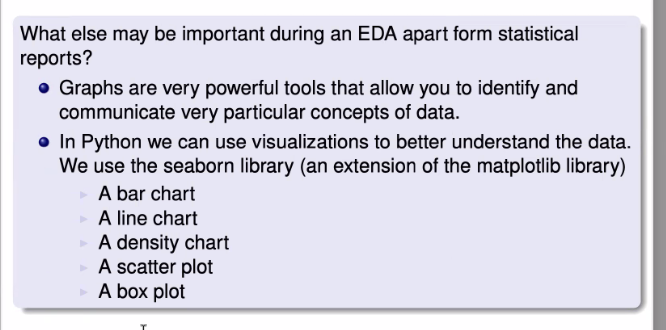 What else may be important during an EDA apart form statistical
reports?
Graphs are very powerful tools that allow you to identify and
communicate very particular concepts of data.
In Python we can use visualizations to better understand the data.
We use the seaborn library (an extension of the matplotlib library)
A bar chart
A line chart
A density chart
A scatter plot
A box plot